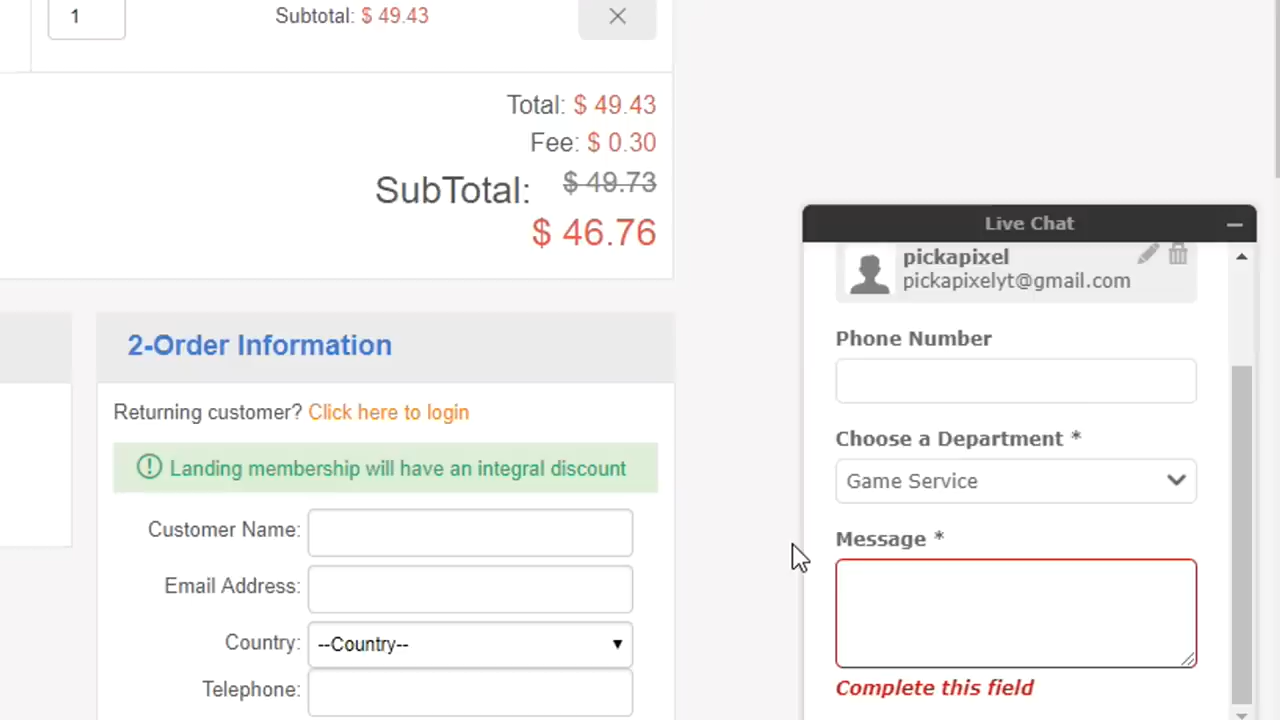 1
Subtotal: $ 49.43
Total: $ 49.43
Fee: $ 0.30
SubTotal: $ 49.73
$ 46.76
2-Order Information
Returning customer? Click here to login
Landing membership will have an integral discount
Customer Name:
Email Address:
Country: --Country--
Telephone:
Live Chat
pickapixel
pickapixelyt@gmail.com
Phone Number
Choose a Department *
Game Service
Message *
Complete this field